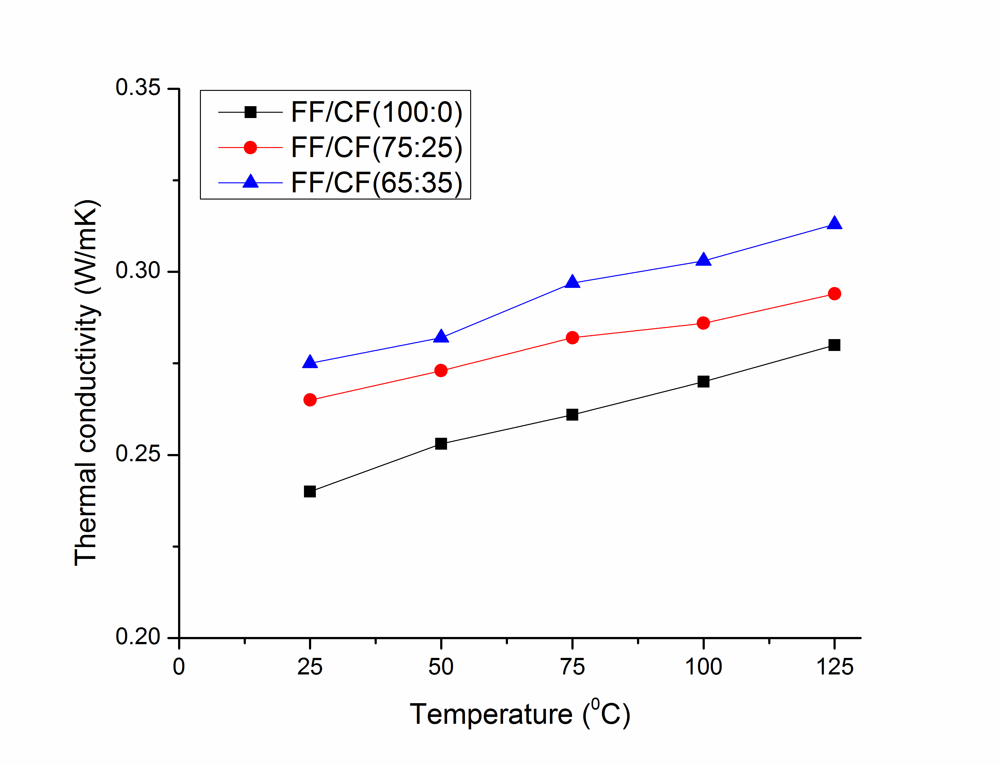 0.35
FF/CF(100:0)
FF/CF(75:25)
FF/CF(65:35)
0.30
0.25
0.20
Thermal conductivity (W/mK)
0 25 50 75 100 125
Temperature (⁰C)